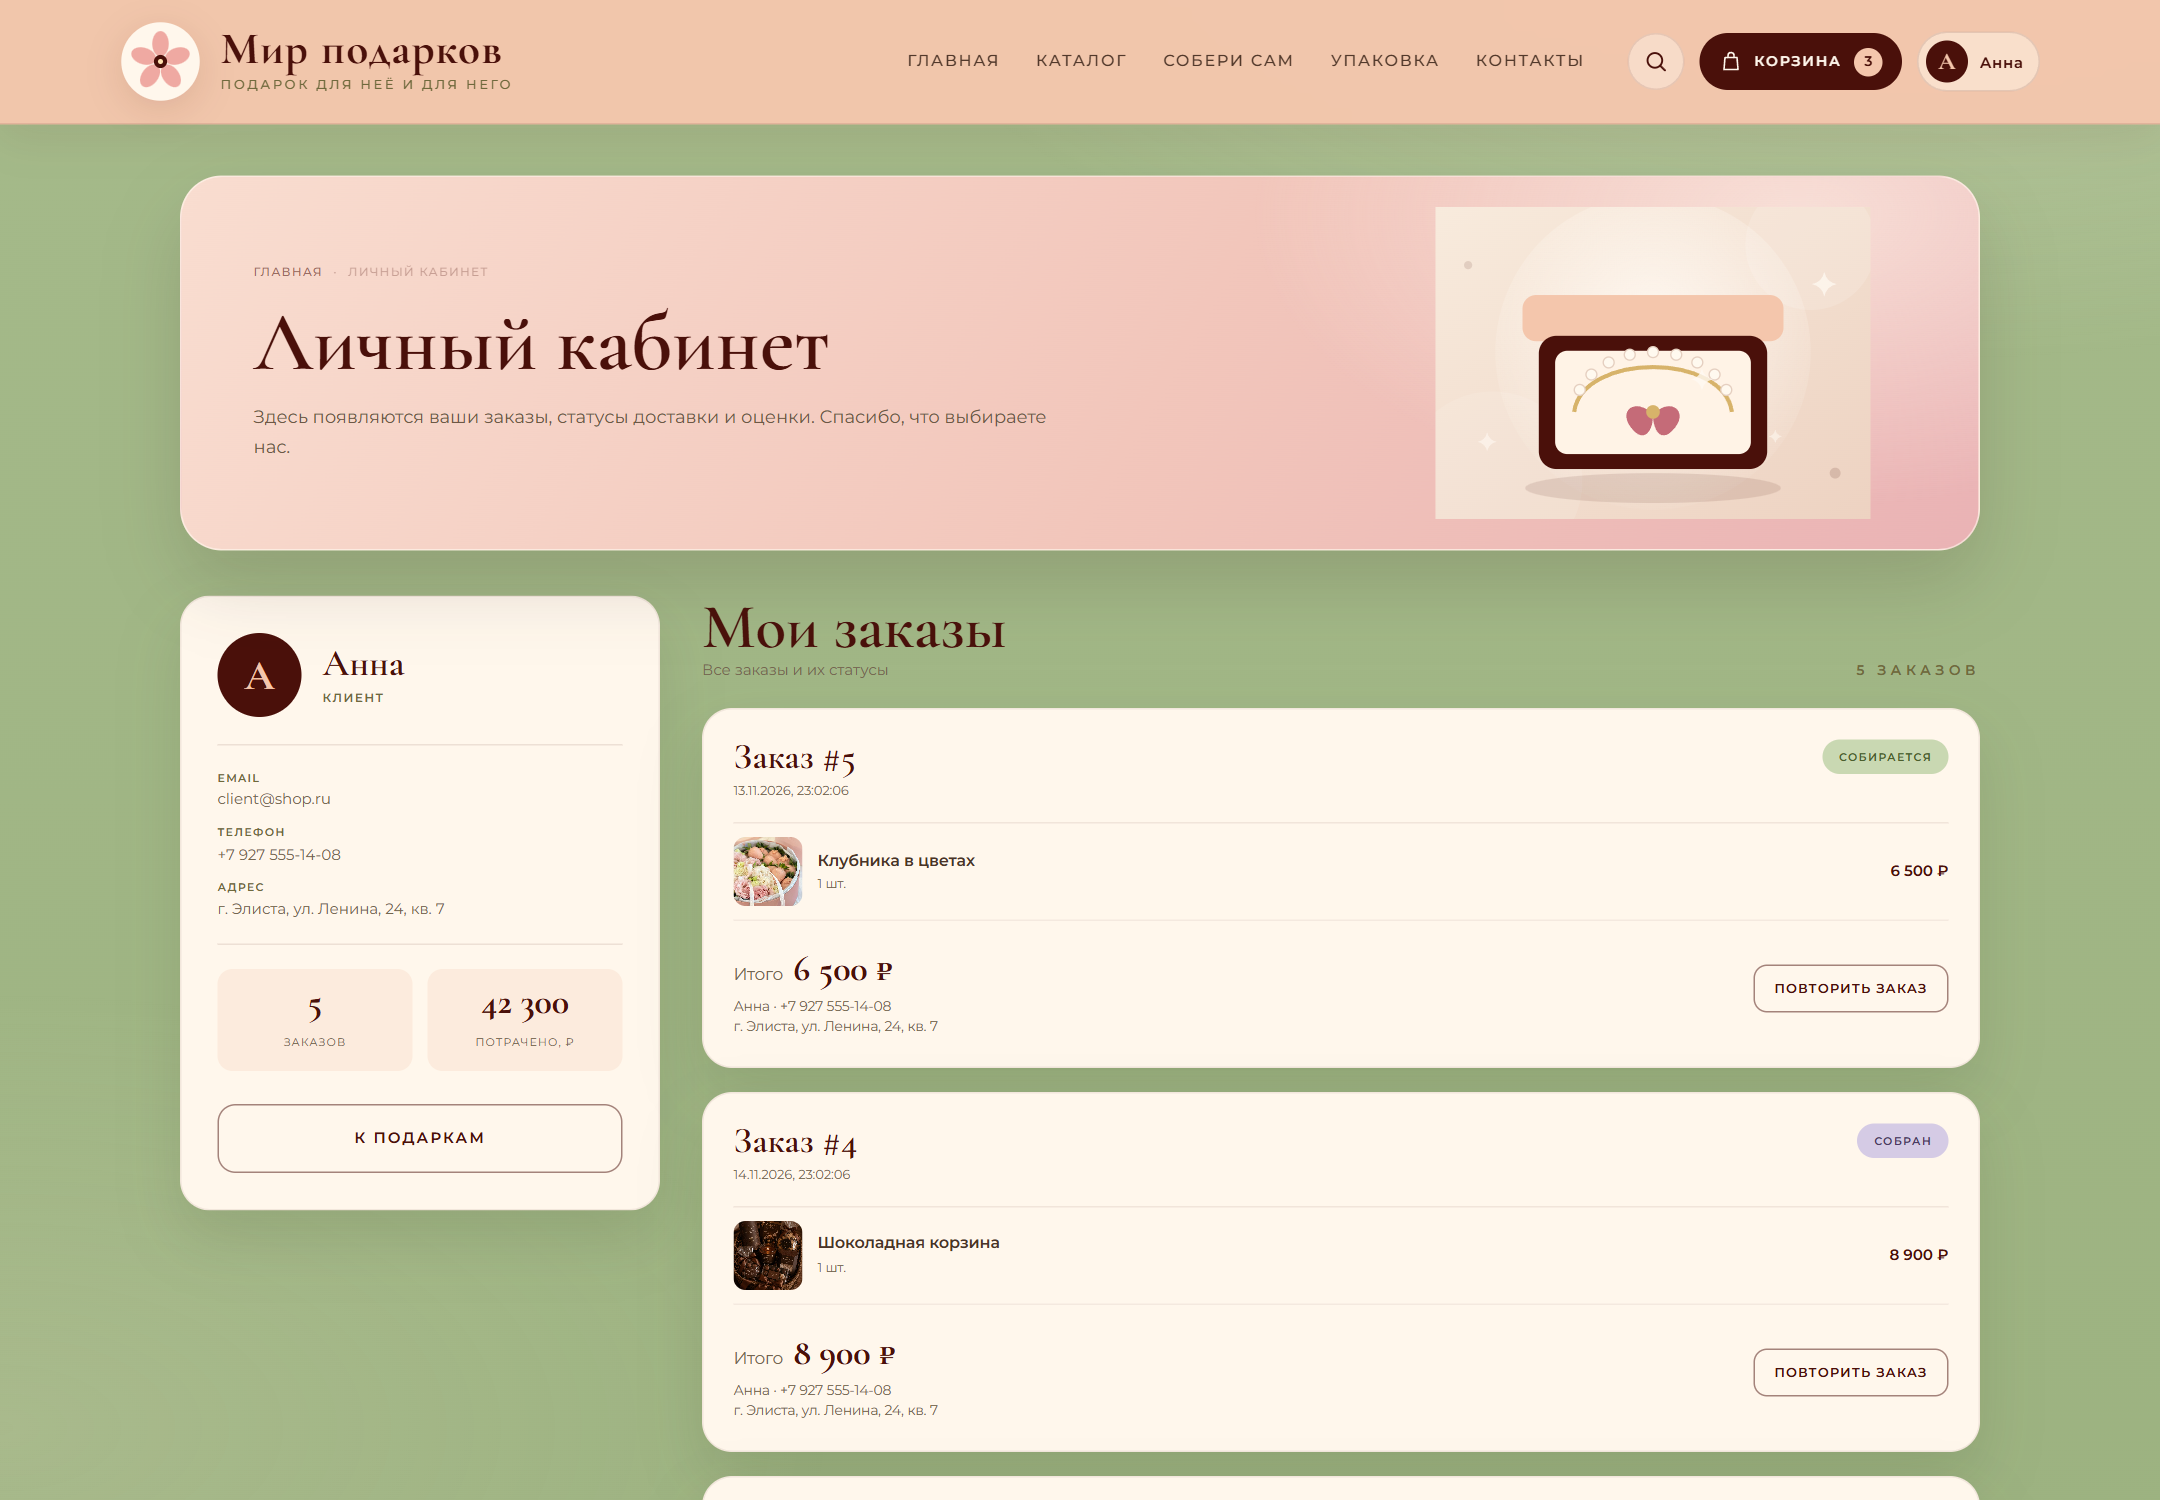 Мир подарков
ПОДАРОК ДЛЯ НЕЁ И ДЛЯ НЕГО
ГЛАВНАЯ
КАТАЛОГ
СОБЕРИ САМ
УПАКОВКА
КОНТАКТЫ
КОРЗИНА 3
А Анна
ГЛАВНАЯ · ЛИЧНЫЙ КАБИНЕТ
Личный кабинет
Здесь появляются ваши заказы, статусы доставки и оценки. Спасибо, что выбираете
нас.
А
Анна
КЛИЕНТ
EMAIL
client@shop.ru
ТЕЛЕФОН
+7 927 555-14-08
АДРЕС
г. Элиста, ул. Ленина, 24, кв. 7
5
ЗАКАЗОВ
42 300
ПОТРАЧЕНО, ₽
К ПОДАРКАМ
Мои заказы
Все заказы и их статусы
5 ЗАКАЗОВ
Заказ #5
13.11.2026, 23:02:06
СОБИРАЕТСЯ
Клубника в цветах
1 шт.
6 500 ₽
Итого 6 500 ₽
Анна · +7 927 555-14-08
г. Элиста, ул. Ленина, 24, кв. 7
ПОВТОРИТЬ ЗАКАЗ
Заказ #4
14.11.2026, 23:02:06
СОБРАН
Шоколадная корзина
1 шт.
8 900 ₽
Итого 8 900 ₽
Анна · +7 927 555-14-08
г. Элиста, ул. Ленина, 24, кв. 7
ПОВТОРИТЬ ЗАКАЗ